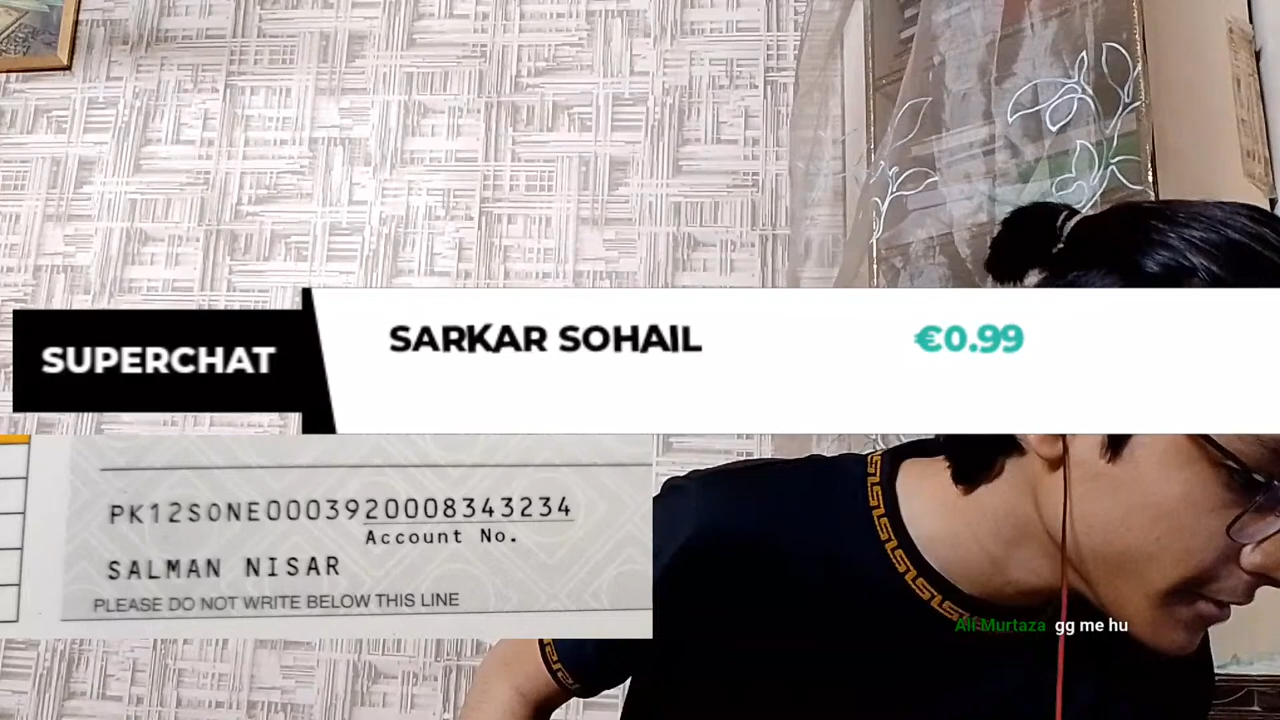 SUPERCHAT
SARKAR SOHAIL €0.99
PK12SONE0003920008343234
Account No.
SALMAN NISAR
PLEASE DO NOT WRITE BELOW THIS LINE
Ali Murtaza gg me hu